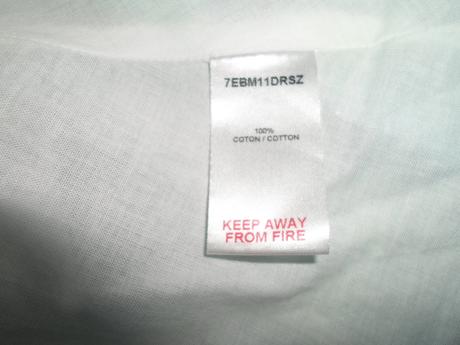 7EBM11DRSZ
100%
COTON / COTTON
KEEP AWAY
FROM FIRE